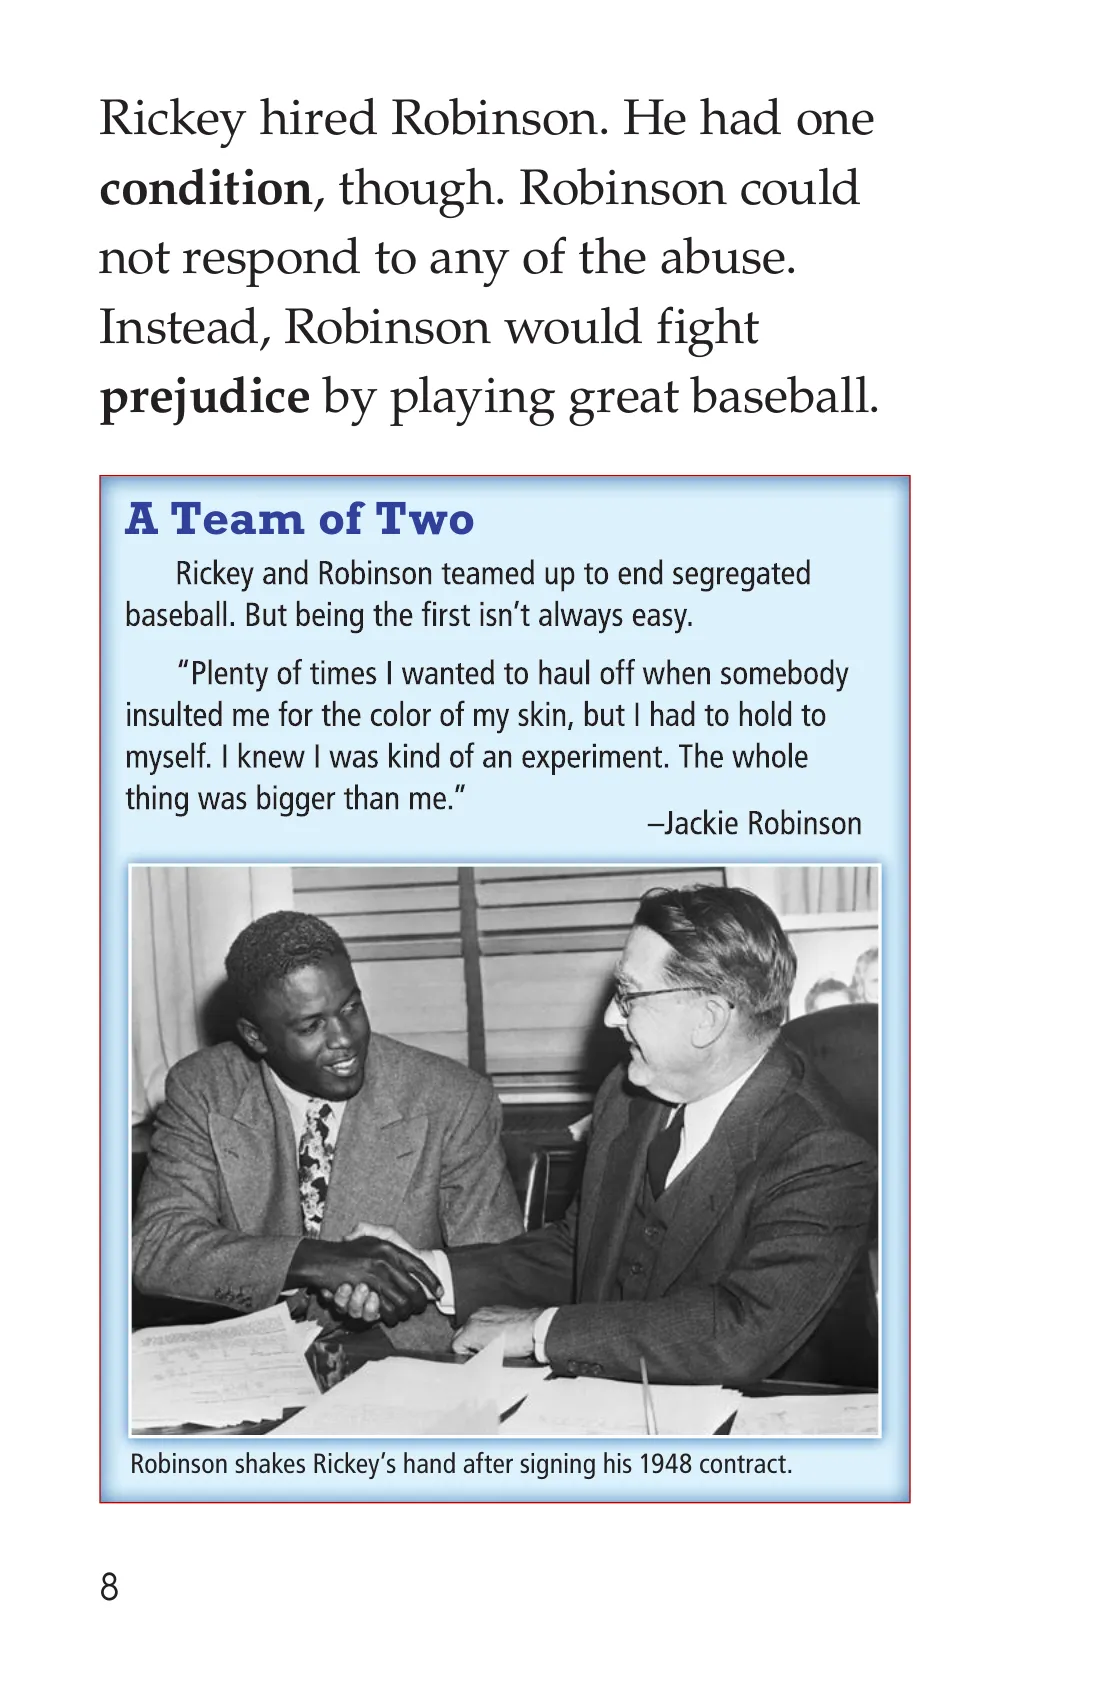 Rickey hired Robinson. He had one
condition, though. Robinson could
not respond to any of the abuse.
Instead, Robinson would fight
prejudice by playing great baseball.
A Team of Two
Rickey and Robinson teamed up to end segregated
baseball. But being the first isn’t always easy.
“Plenty of times I wanted to haul off when somebody
insulted me for the color of my skin, but I had to hold to
myself. I knew I was kind of an experiment. The whole
thing was bigger than me.”
–Jackie Robinson
Robinson shakes Rickey’s hand after signing his 1948 contract.
8